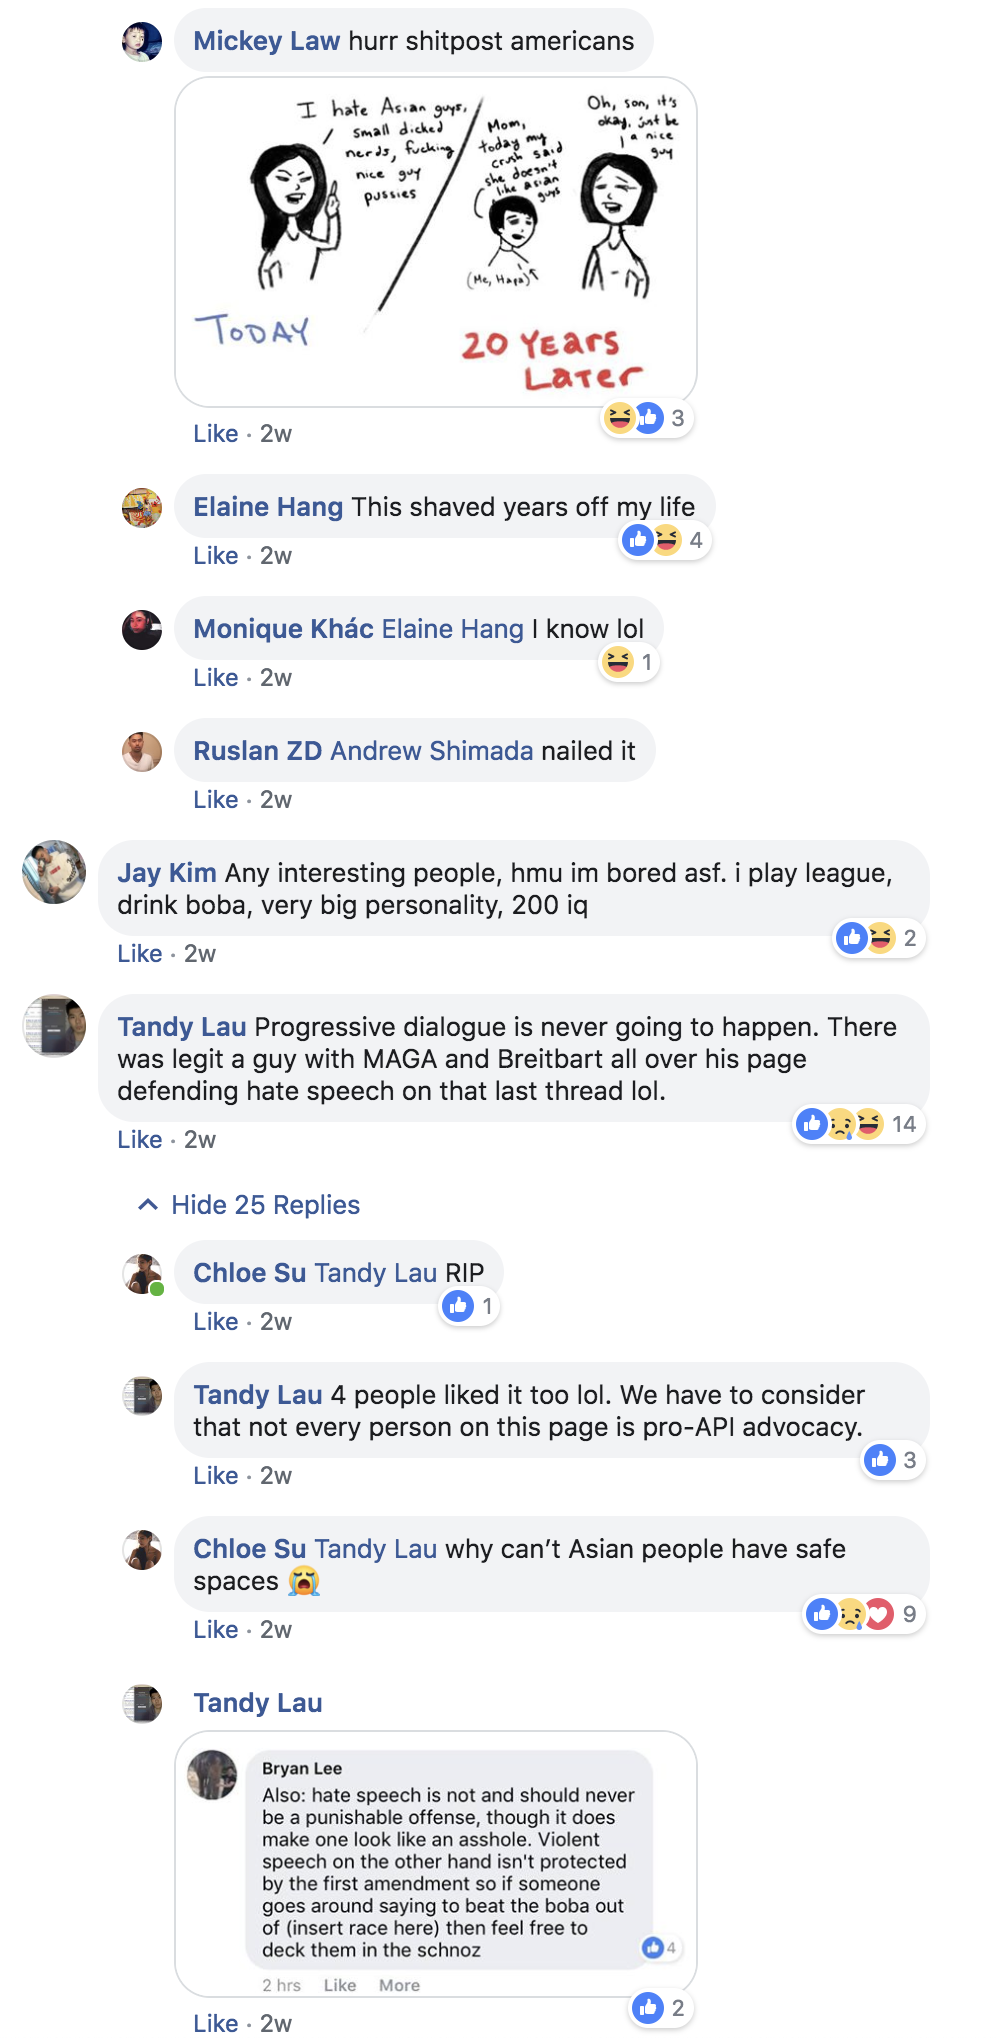 Mickey Law hurr shitpost americans
I hate Asian guys,
small dicked
nerds, fucking
nice guy
pussies
TODAY
Mom,
today my
crush said
she doesn't
like asian
guys
(Me, Hapa)
Oh, son, it's
okay, just be
a nice
guy
20 YEars
LaTer
3
Like · 2w
Elaine Hang This shaved years off my life
4
Like · 2w
Monique Khác Elaine Hang I know lol
1
Like · 2w
Ruslan ZD Andrew Shimada nailed it
Like · 2w
Jay Kim Any interesting people, hmu im bored asf. i play league,
drink boba, very big personality, 200 iq
2
Like · 2w
Tandy Lau Progressive dialogue is never going to happen. There
was legit a guy with MAGA and Breitbart all over his page
defending hate speech on that last thread lol.
14
Like · 2w
Hide 25 Replies
Chloe Su Tandy Lau RIP
1
Like · 2w
Tandy Lau 4 people liked it too lol. We have to consider
that not every person on this page is pro-API advocacy.
3
Like · 2w
Chloe Su Tandy Lau why can’t Asian people have safe
spaces 😭
9
Like · 2w
Tandy Lau
Bryan Lee
Also: hate speech is not and should never
be a punishable offense, though it does
make one look like an asshole. Violent
speech on the other hand isn't protected
by the first amendment so if someone
goes around saying to beat the boba out
of (insert race here) then feel free to
deck them in the schnoz
4
2 hrs Like More
2
Like · 2w